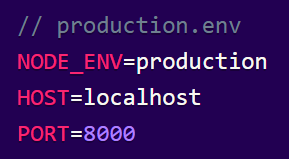 // production.env
NODE_ENV=production
HOST=localhost
PORT=8000